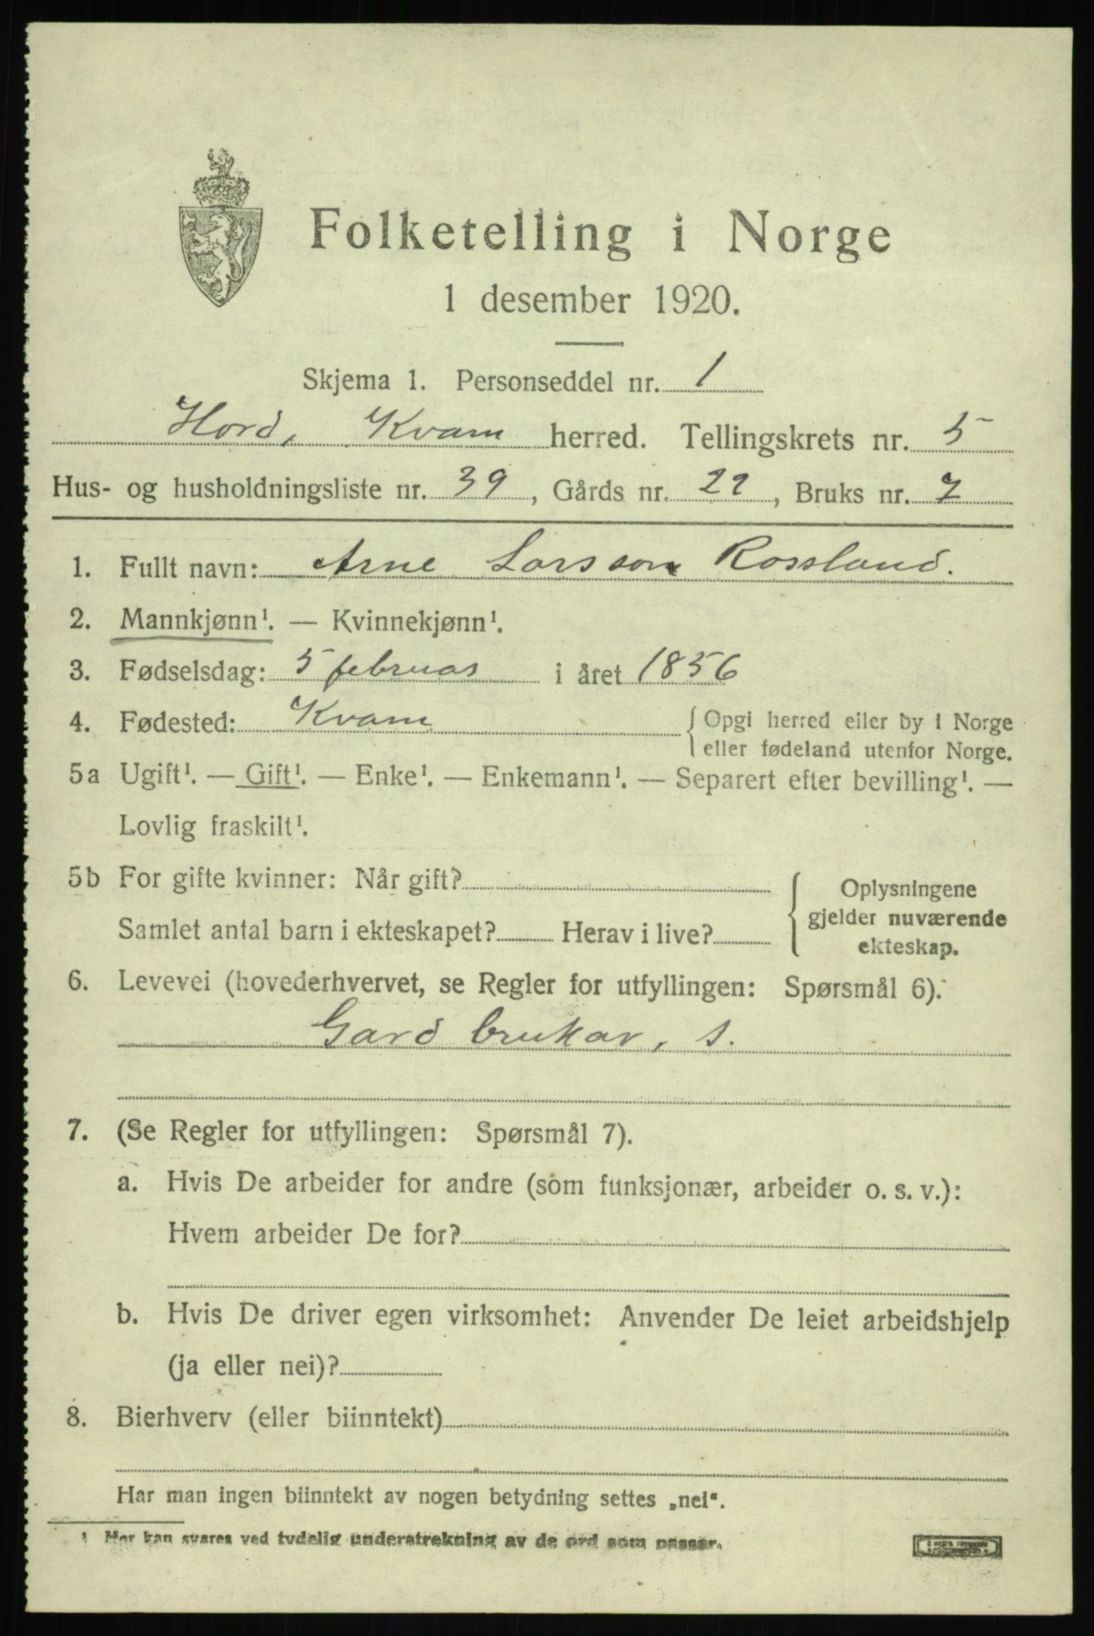 Folketelling i Norge
1 desember 1920.
Skjema 1. Personseddel nr. 1
Hord, Kvam herred. Tellingskrets nr. 5
Hus- og husholdningsliste nr. 39, Gårds nr. 22, Bruks nr. 7
1. Fullt navn: Arne Larsson Rossland.
2. Mannkjønn¹. — Kvinnekjønn¹.
3. Fødselsdag: 5 februar i året 1856
4. Fødested: Kvam {Opgi herred eller by i Norge
eller fødeland utenfor Norge.
5a Ugift¹. — Gift¹. — Enke¹. — Enkemann¹. — Separert efter bevilling¹. —
Lovlig fraskilt¹.
5b For gifte kvinner: Når gift?
Samlet antal barn i ekteskapet? Herav i live?
Oplysningene
gjelder nuværende
ekteskap.
6. Levevei (hovederhvervet, se Regler for utfyllingen: Spørsmål 6).
Gard brukar, s.
7. (Se Regler for utfyllingen: Spørsmål 7).
a. Hvis De arbeider for andre (som funksjonær, arbeider o. s. v.):
Hvem arbeider De for?
b. Hvis De driver egen virksomhet: Anvender De leiet arbeidshjelp
(ja eller nei)?
8. Bierhverv (eller biinntekt)
Har man ingen biinntekt av nogen betydning settes „nei“.
¹ Her kan svares ved tydelig understrekning av de ord som passer.